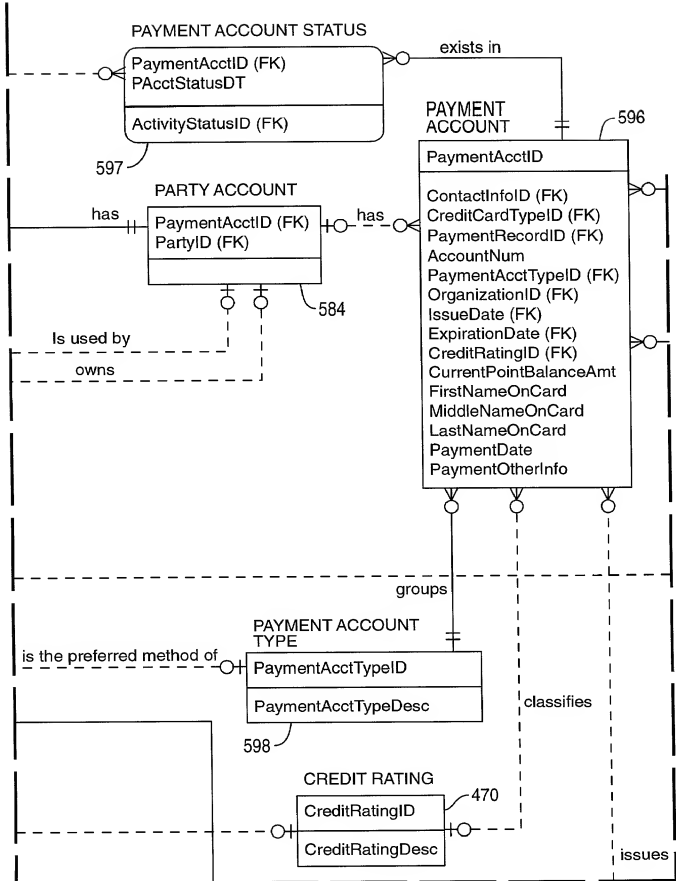 PAYMENT ACCOUNT STATUS
PaymentAcctID (FK)
PAcctStatusDT
ActivityStatusID (FK)
597
exists in
PAYMENT
ACCOUNT
596
PaymentAcctID
ContactInfoID (FK)
CreditCardTypeID (FK)
PaymentRecordID (FK)
AccountNum
PaymentAcctTypeID (FK)
OrganizationID (FK)
IssueDate (FK)
ExpirationDate (FK)
CreditRatingID (FK)
CurrentPointBalanceAmt
FirstNameOnCard
MiddleNameOnCard
LastNameOnCard
PaymentDate
PaymentOtherInfo
PARTY ACCOUNT
has
PaymentAcctID (FK)
PartyID (FK)
has
584
Is used by
owns
groups
PAYMENT ACCOUNT
TYPE
is the preferred method of
PaymentAcctTypeID
PaymentAcctTypeDesc
598
classifies
CREDIT RATING
470
CreditRatingID
CreditRatingDesc
issues